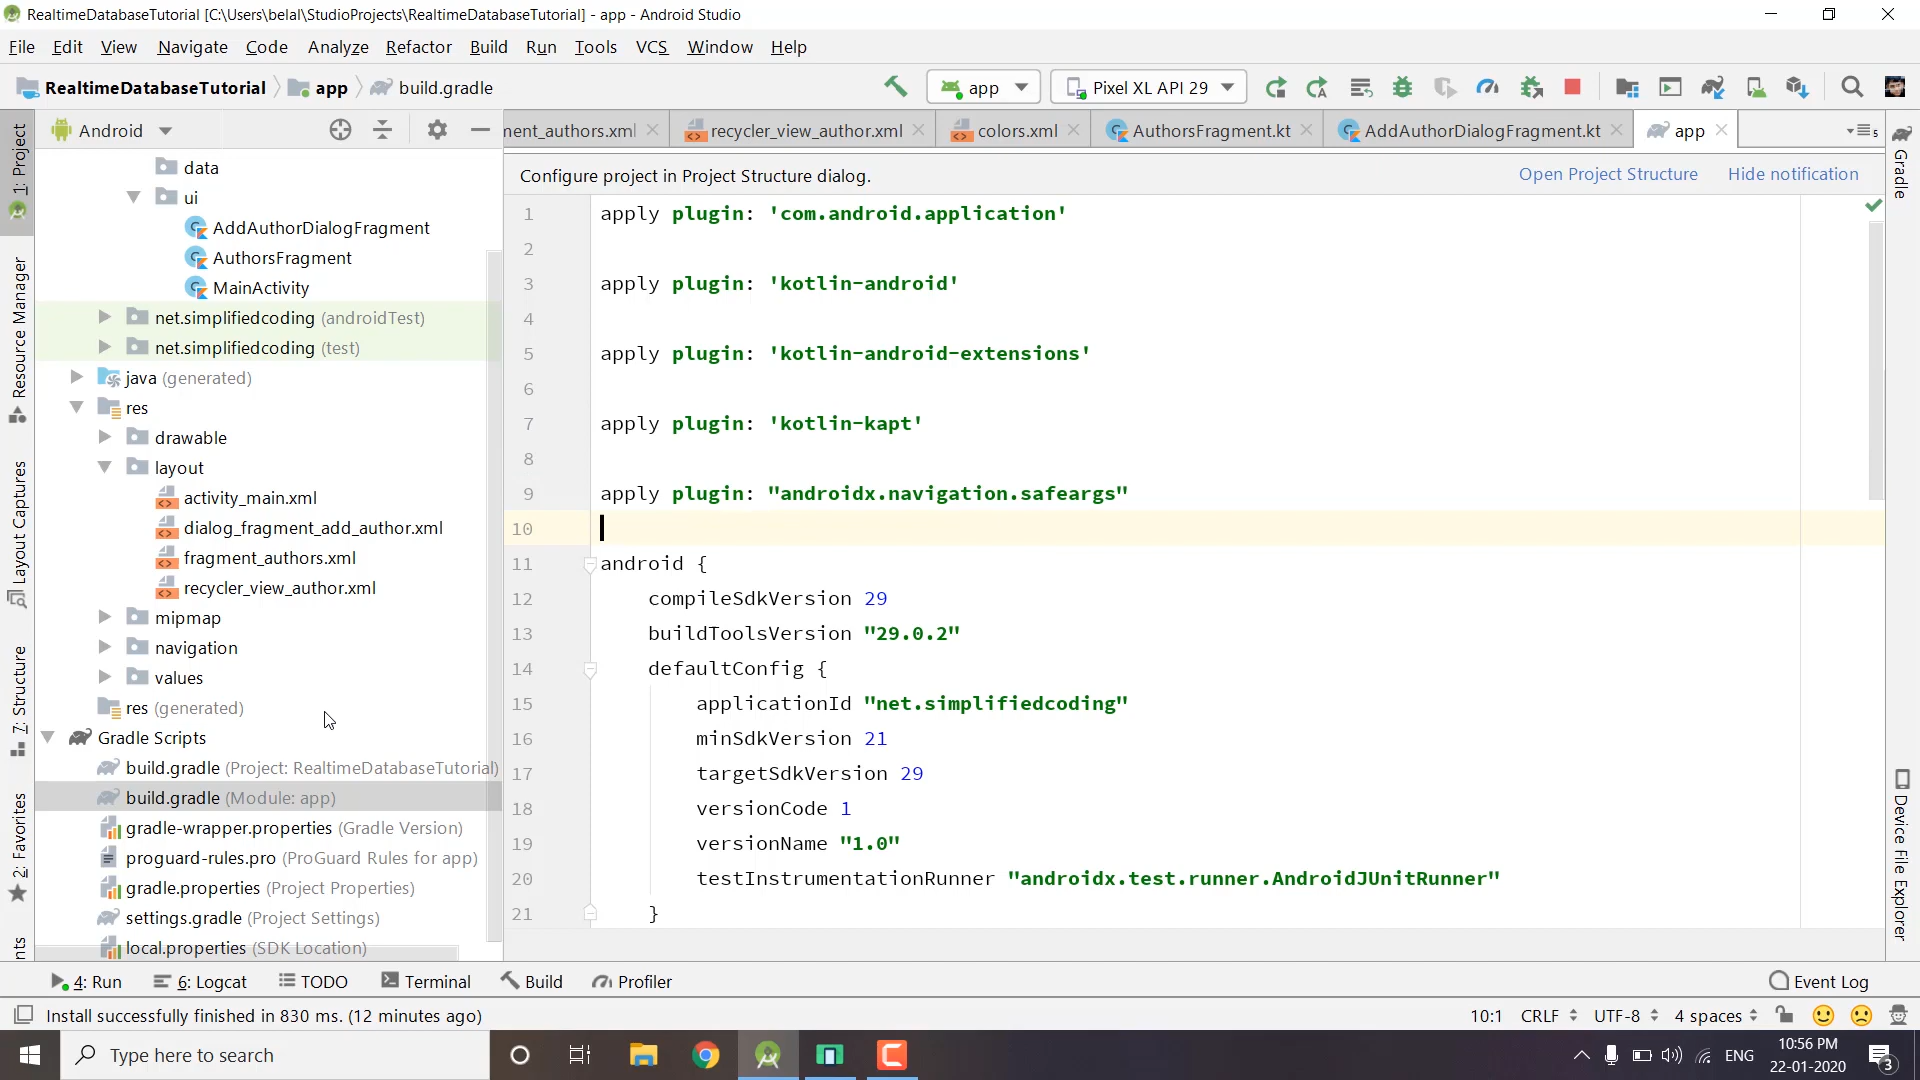 RealtimeDatabaseTutorial [C:\Users\belal\StudioProjects\RealtimeDatabaseTutorial] - app - Android Studio
File Edit View Navigate Code Analyze Refactor Build Run Tools VCS Window Help
RealtimeDatabaseTutorial app build.gradle app Pixel XL API 29
Android
ment_authors.xml recycler_view_author.xml colors.xml AuthorsFragment.kt AddAuthorDialogFragment.kt app 5
Configure project in Project Structure dialog. Open Project Structure Hide notification
1: Project
Resource Manager
Layout Captures
7: Structure
2: Favorites
nts
data
ui
AddAuthorDialogFragment
AuthorsFragment
MainActivity
net.simplifiedcoding (androidTest)
net.simplifiedcoding (test)
java (generated)
res
drawable
layout
activity_main.xml
dialog_fragment_add_author.xml
fragment_authors.xml
recycler_view_author.xml
mipmap
navigation
values
res (generated)
Gradle Scripts
build.gradle (Project: RealtimeDatabaseTutorial)
build.gradle (Module: app)
gradle-wrapper.properties (Gradle Version)
proguard-rules.pro (ProGuard Rules for app)
gradle.properties (Project Properties)
settings.gradle (Project Settings)
local.properties (SDK Location)
1 apply plugin: 'com.android.application'
2
3 apply plugin: 'kotlin-android'
4
5 apply plugin: 'kotlin-android-extensions'
6
7 apply plugin: 'kotlin-kapt'
8
9 apply plugin: "androidx.navigation.safeargs"
10
11 android {
12 compileSdkVersion 29
13 buildToolsVersion "29.0.2"
14 defaultConfig {
15 applicationId "net.simplifiedcoding"
16 minSdkVersion 21
17 targetSdkVersion 29
18 versionCode 1
19 versionName "1.0"
20 testInstrumentationRunner "androidx.test.runner.AndroidJUnitRunner"
21 }
Gradle
Device File Explorer
4: Run 6: Logcat TODO Terminal Build Profiler Event Log
Install successfully finished in 830 ms. (12 minutes ago) 10:1 CRLF UTF-8 4 spaces
Type here to search ENG 10:56 PM
22-01-2020 3